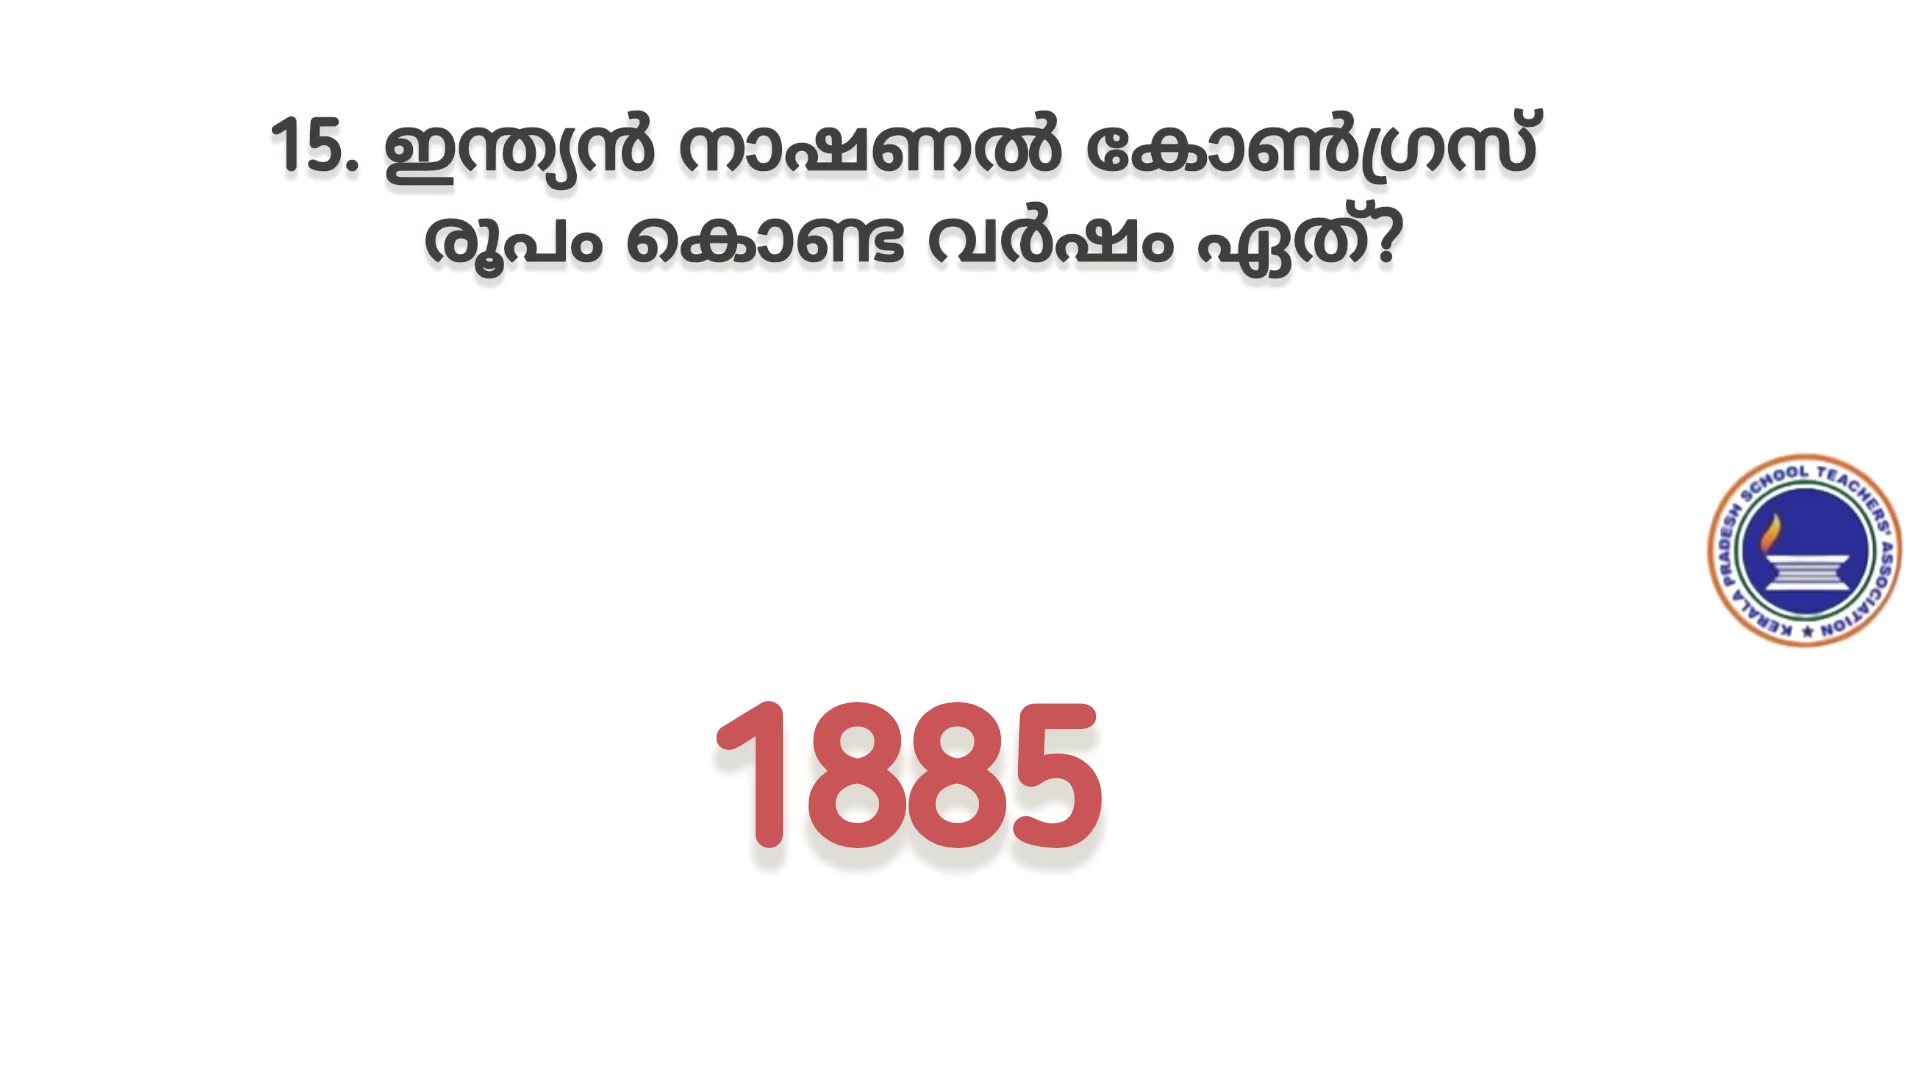 15. ഇന്ത്യൻ നാഷണൽ കോൺഗ്രസ്
രൂപം കൊണ്ട വർഷം ഏത്?
KERALA PRADESH SCHOOL TEACHERS' ASSOCIATION ★
1885